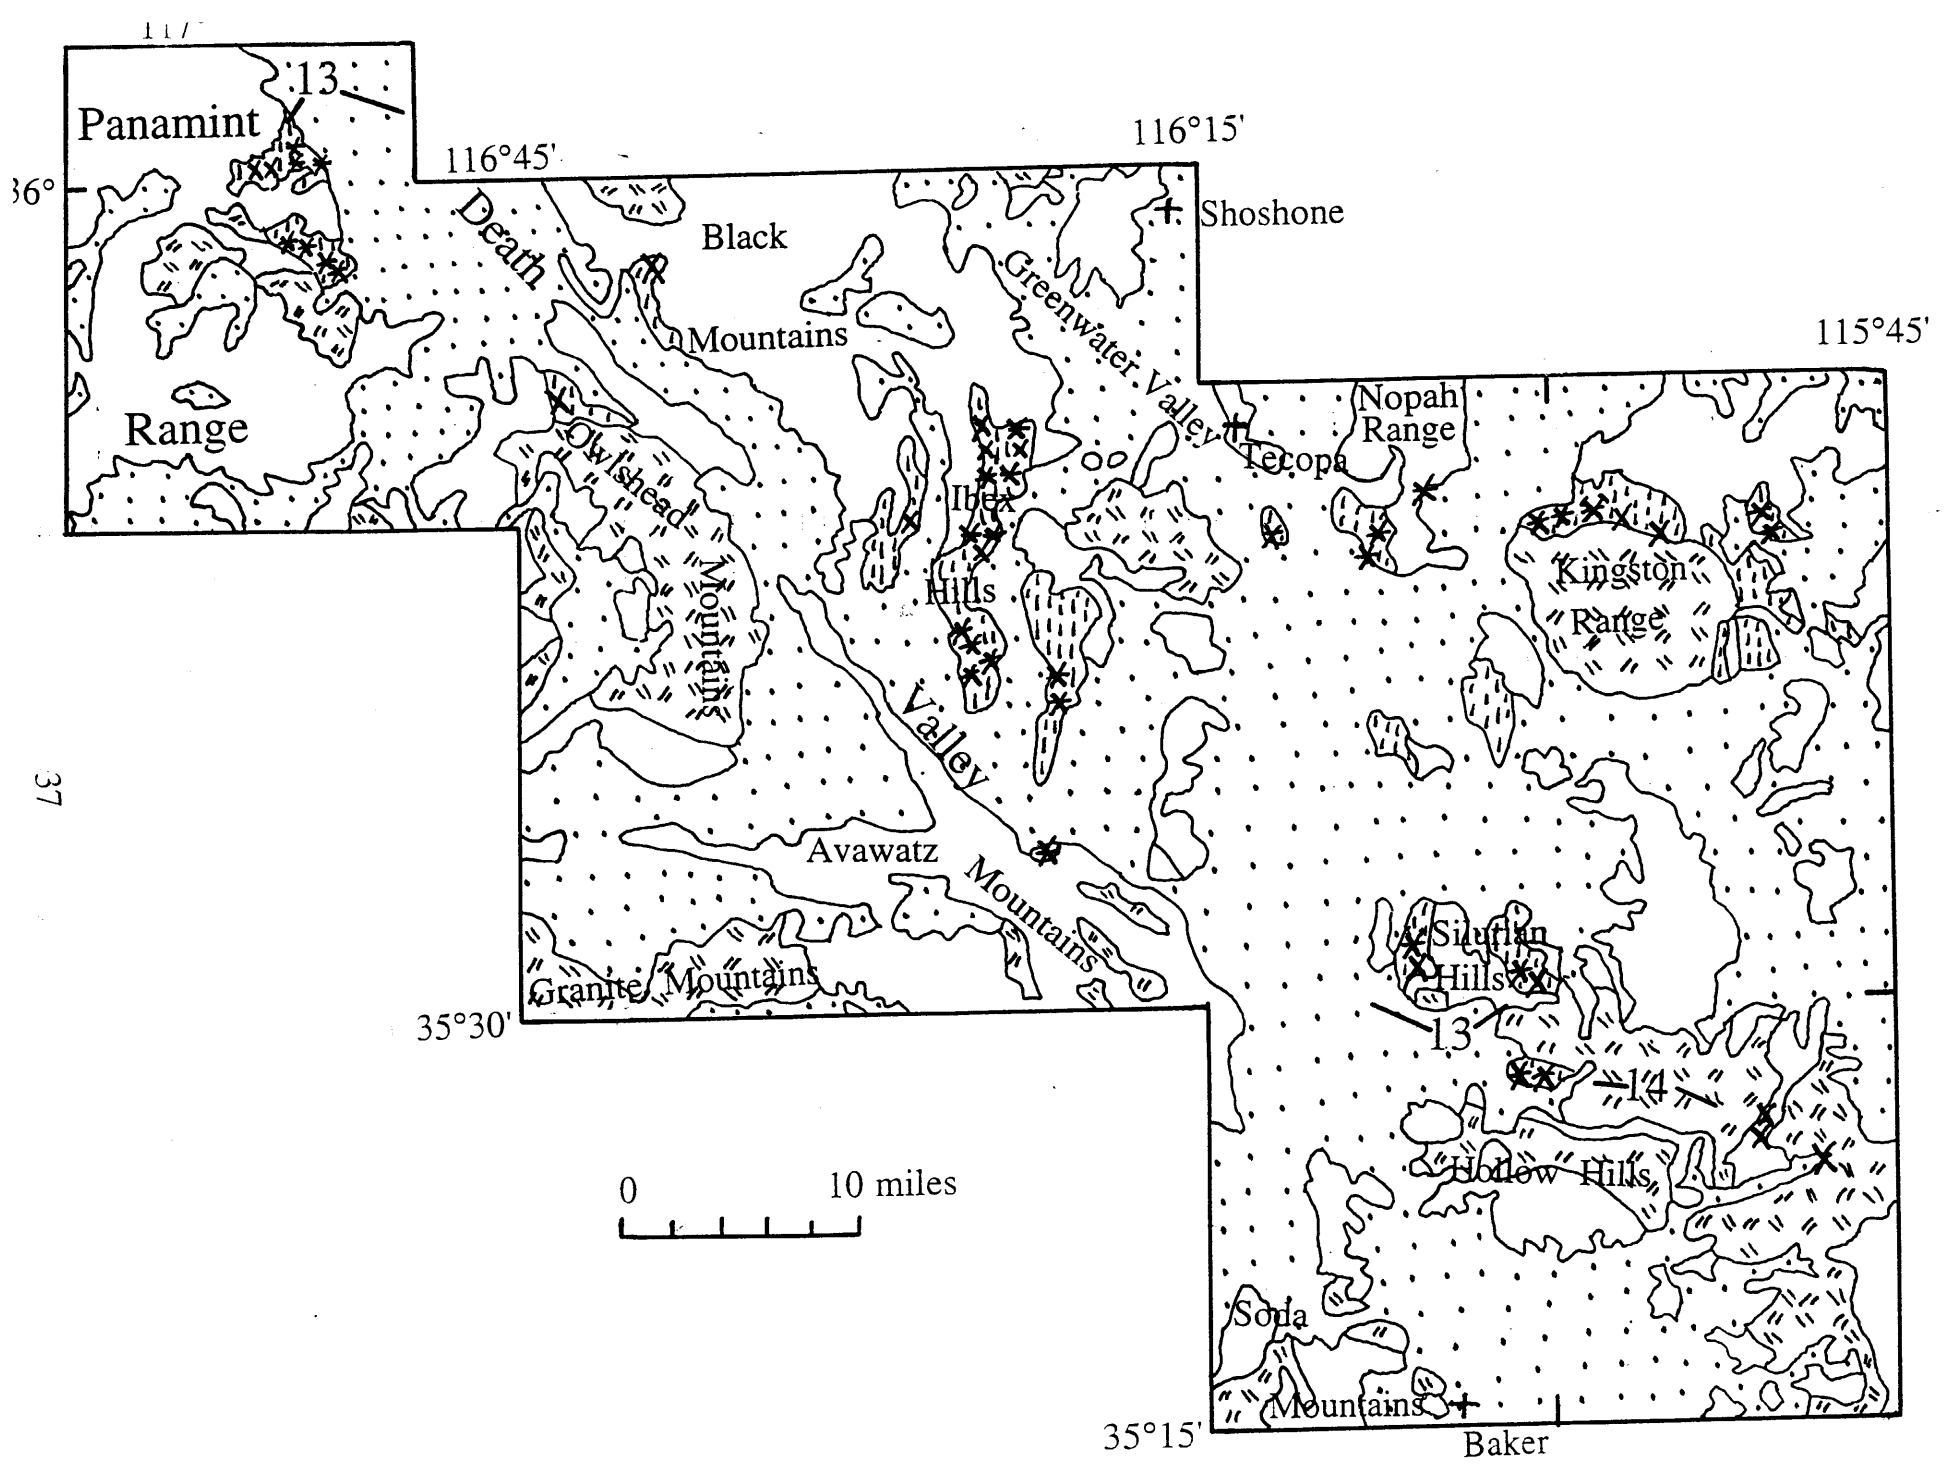 117°
13
Panamint
116°15'
116°45'
36°
Shoshone
Death
Black
Greenwater Valley
115°45'
Mountains
Nopah
Range
Range
Tecopa
Owlshead
Mountains
Ibex
Hills
Kingston
Range
Valley
37
Avawatz
Mountains
Silurian
Hills
Granite Mountains
35°30'
13
14
Hollow Hills
0 10 miles
Soda
Mountains
35°15'
Baker